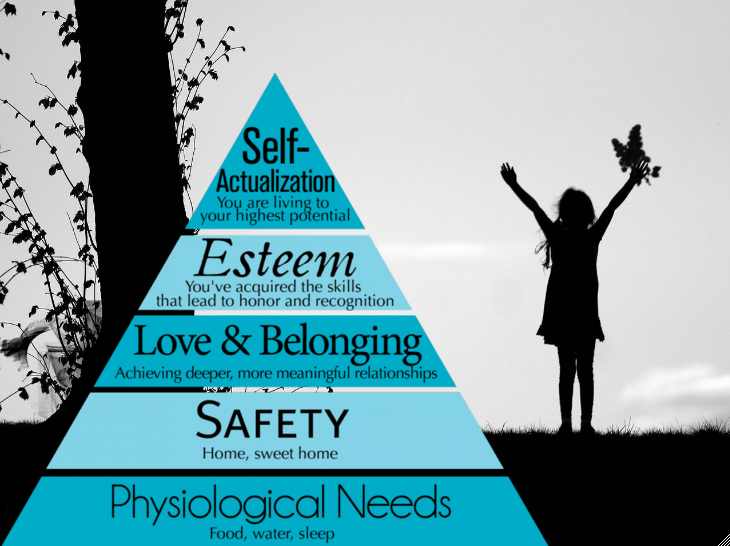 Self-
Actualization
You are living to
your highest potential
Esteem
You've acquired the skills
that lead to honor and recognition
Love & Belonging
Achieving deeper, more meaningful relationships
SAFETY
Home, sweet home
Physiological Needs
Food, water, sleep